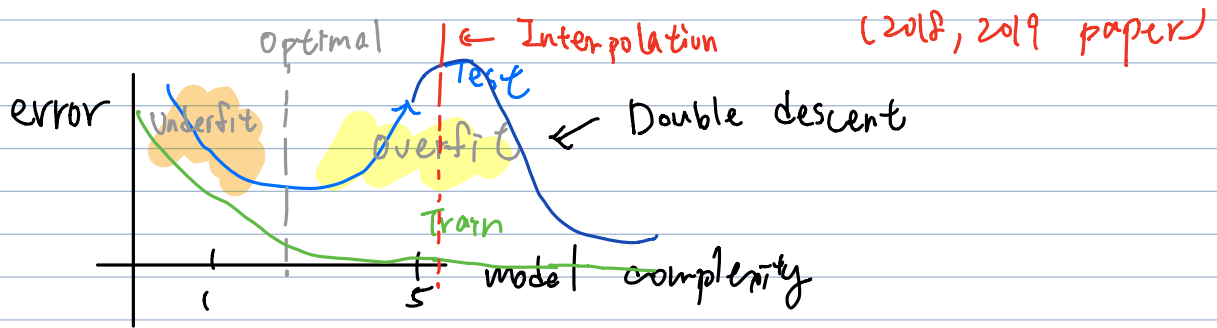 (2018, 2019 paper)
Optimal
← Interpolation
Test
error
Underfit
Overfit
← Double descent
Train
model complexity
1
5